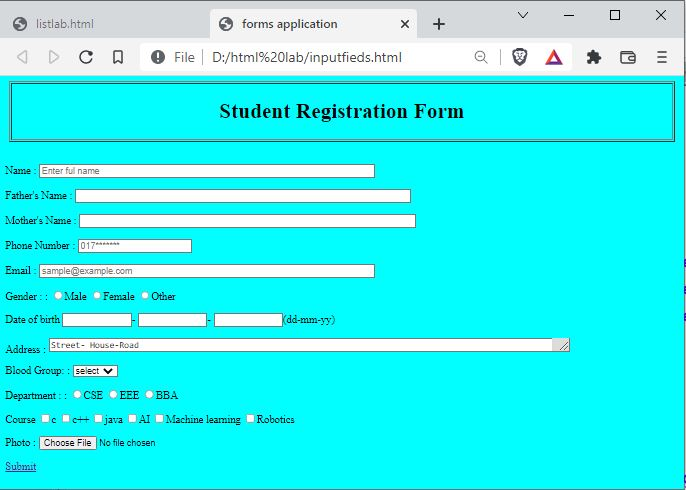 listlab.html
forms application
File D:/html%20lab/inputfieds.html
Student Registration Form
Name : Enter ful name
Father's Name :
Mother's Name :
Phone Number : 017*******
Email : sample@example.com
Gender : : Male Female Other
Date of birth - - (dd-mm-yy)
Address : Street- House-Road
Blood Group: : select
Department : : CSE EEE BBA
Course c c++ java AI Machine learning Robotics
Photo : Choose File No file chosen
Submit